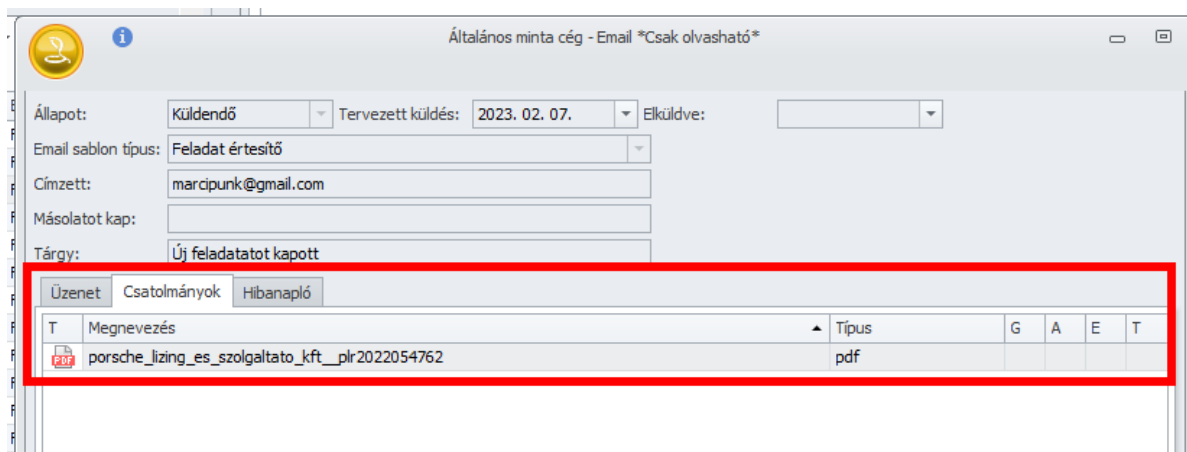 Általános minta cég - Email *Csak olvasható*
Állapot: Küldendő Tervezett küldés: 2023. 02. 07. Elküldve:
Email sablon típus: Feladat értesítő
Címzett: marcipunk@gmail.com
Másolatot kap:
Tárgy: Új feladatatot kapott
Üzenet Csatolmányok Hibanapló
T Megnevezés Típus G A E T
PDF porsche_lizing_es_szolgaltato_kft__plr2022054762 pdf